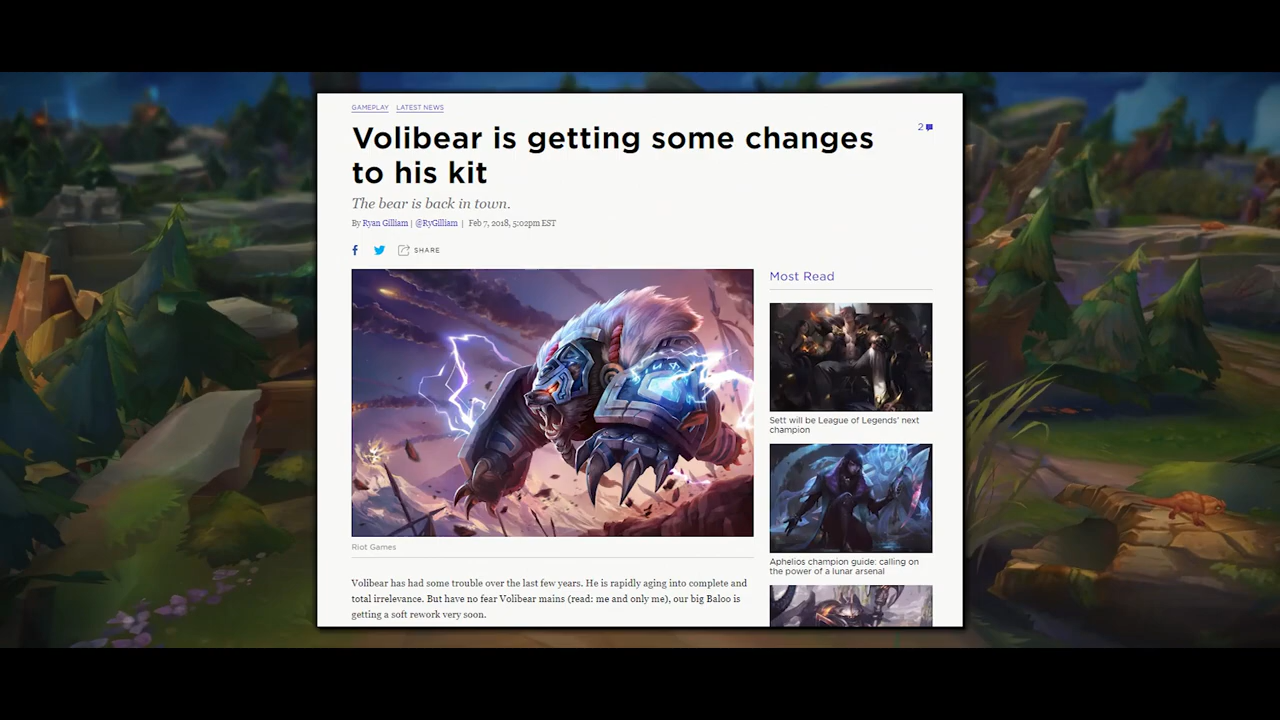 GAMEPLAY LATEST NEWS
Volibear is getting some changes
to his kit
2
The bear is back in town.
By Ryan Gilliam | @RyGilliam | Feb 7, 2018, 5:02pm EST
SHARE
Most Read
Sett will be League of Legends' next
champion
Aphelios champion guide: calling on
the power of a lunar arsenal
Riot Games
Volibear has had some trouble over the last few years. He is rapidly aging into complete and
total irrelevance. But have no fear Volibear mains (read: me and only me), our big Baloo is
getting a soft rework very soon.